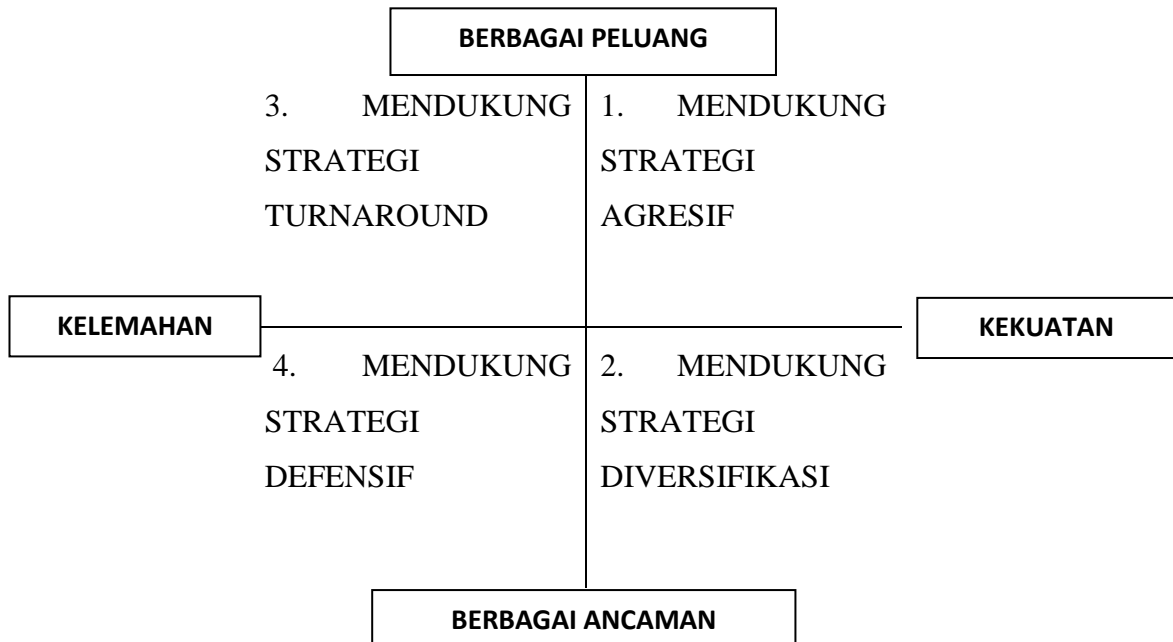 BERBAGAI PELUANG
3. MENDUKUNG
STRATEGI
TURNAROUND
1. MENDUKUNG
STRATEGI
AGRESIF
KELEMAHAN
KEKUATAN
4. MENDUKUNG
STRATEGI
DEFENSIF
2. MENDUKUNG
STRATEGI
DIVERSIFIKASI
BERBAGAI ANCAMAN